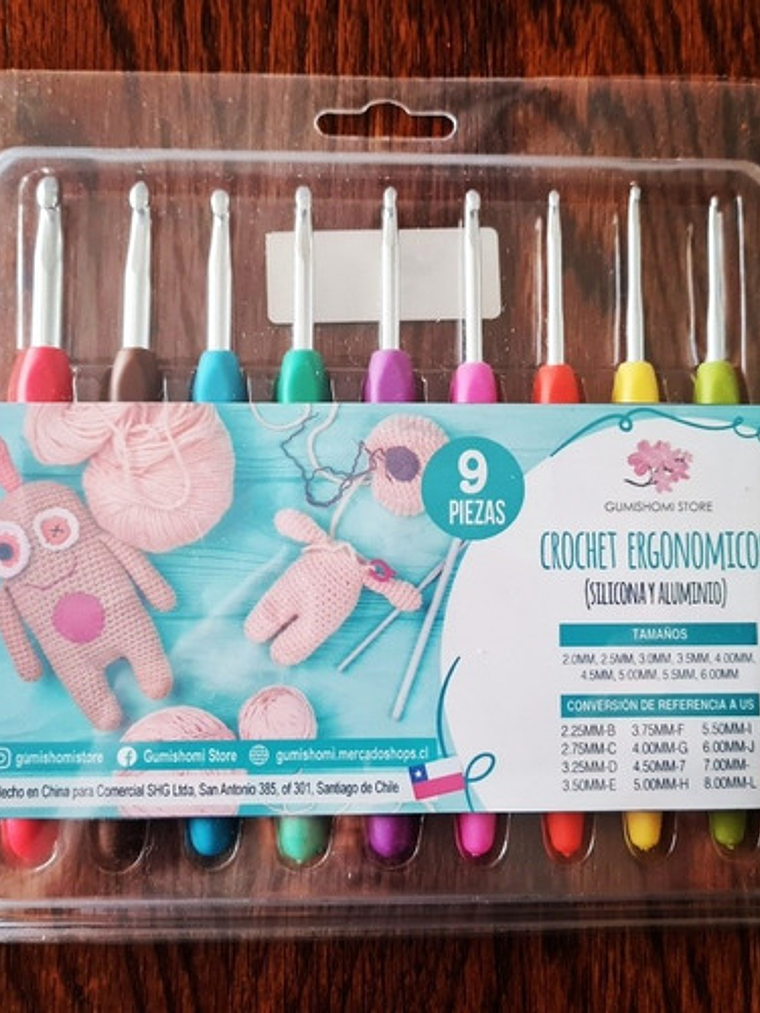 9
PIEZAS
GUMISHOMI STORE
CROCHET ERGONOMICO
(SILICONA Y ALUMINIO)
TAMAÑOS
2.0MM, 2.5MM, 3.0MM, 3.5MM, 4.00MM,
4.5MM, 5.00MM, 5.5MM, 6.00MM
CONVERSIÓN DE REFERENCIA A US
2.25MM-B 3.75MM-F 5.50MM-I
2.75MM-C 4.00MM-G 6.00MM-J
3.25MM-D 4.50MM-7 7.00MM-
3.50MM-E 5.00MM-H 8.00MM-L
gumishomistore Gumishomi Store gumishomi.mercadoshops.cl
Hecho en China para Comercial SHG Ltda, San Antonio 385, of 301, Santiago de Chile